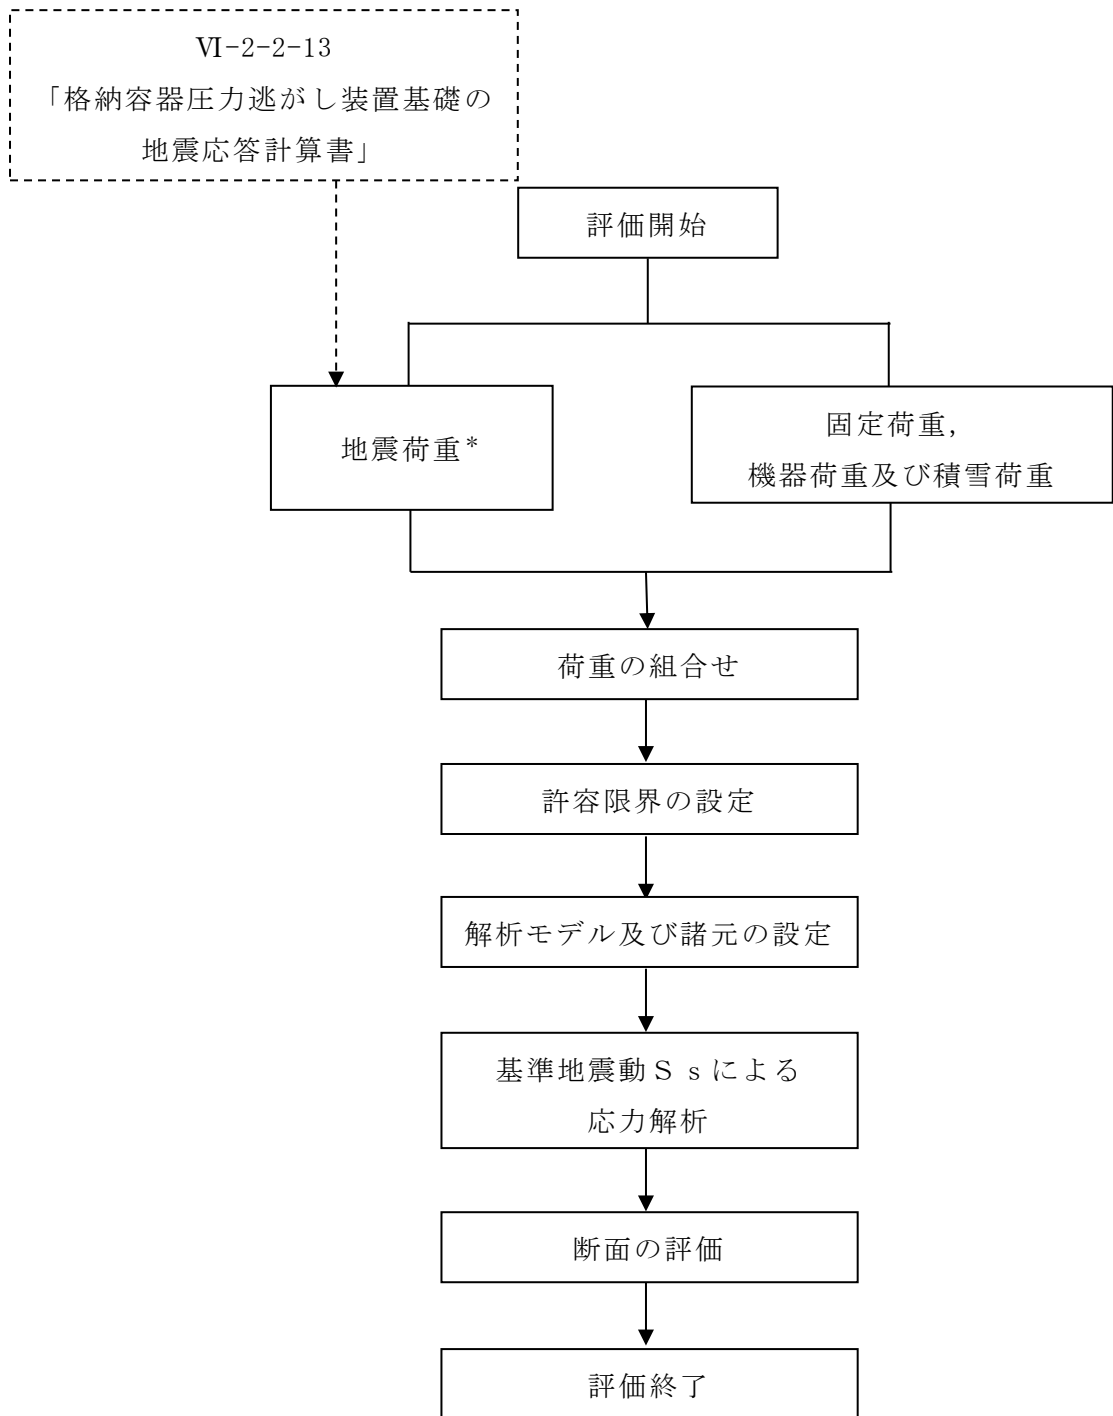 Ⅵ-2-2-13
「格納容器圧力逃がし装置基礎の
地震応答計算書」
評価開始
地震荷重*
固定荷重,
機器荷重及び積雪荷重
荷重の組合せ
許容限界の設定
解析モデル及び諸元の設定
基準地震動Ｓｓによる
応力解析
断面の評価
評価終了